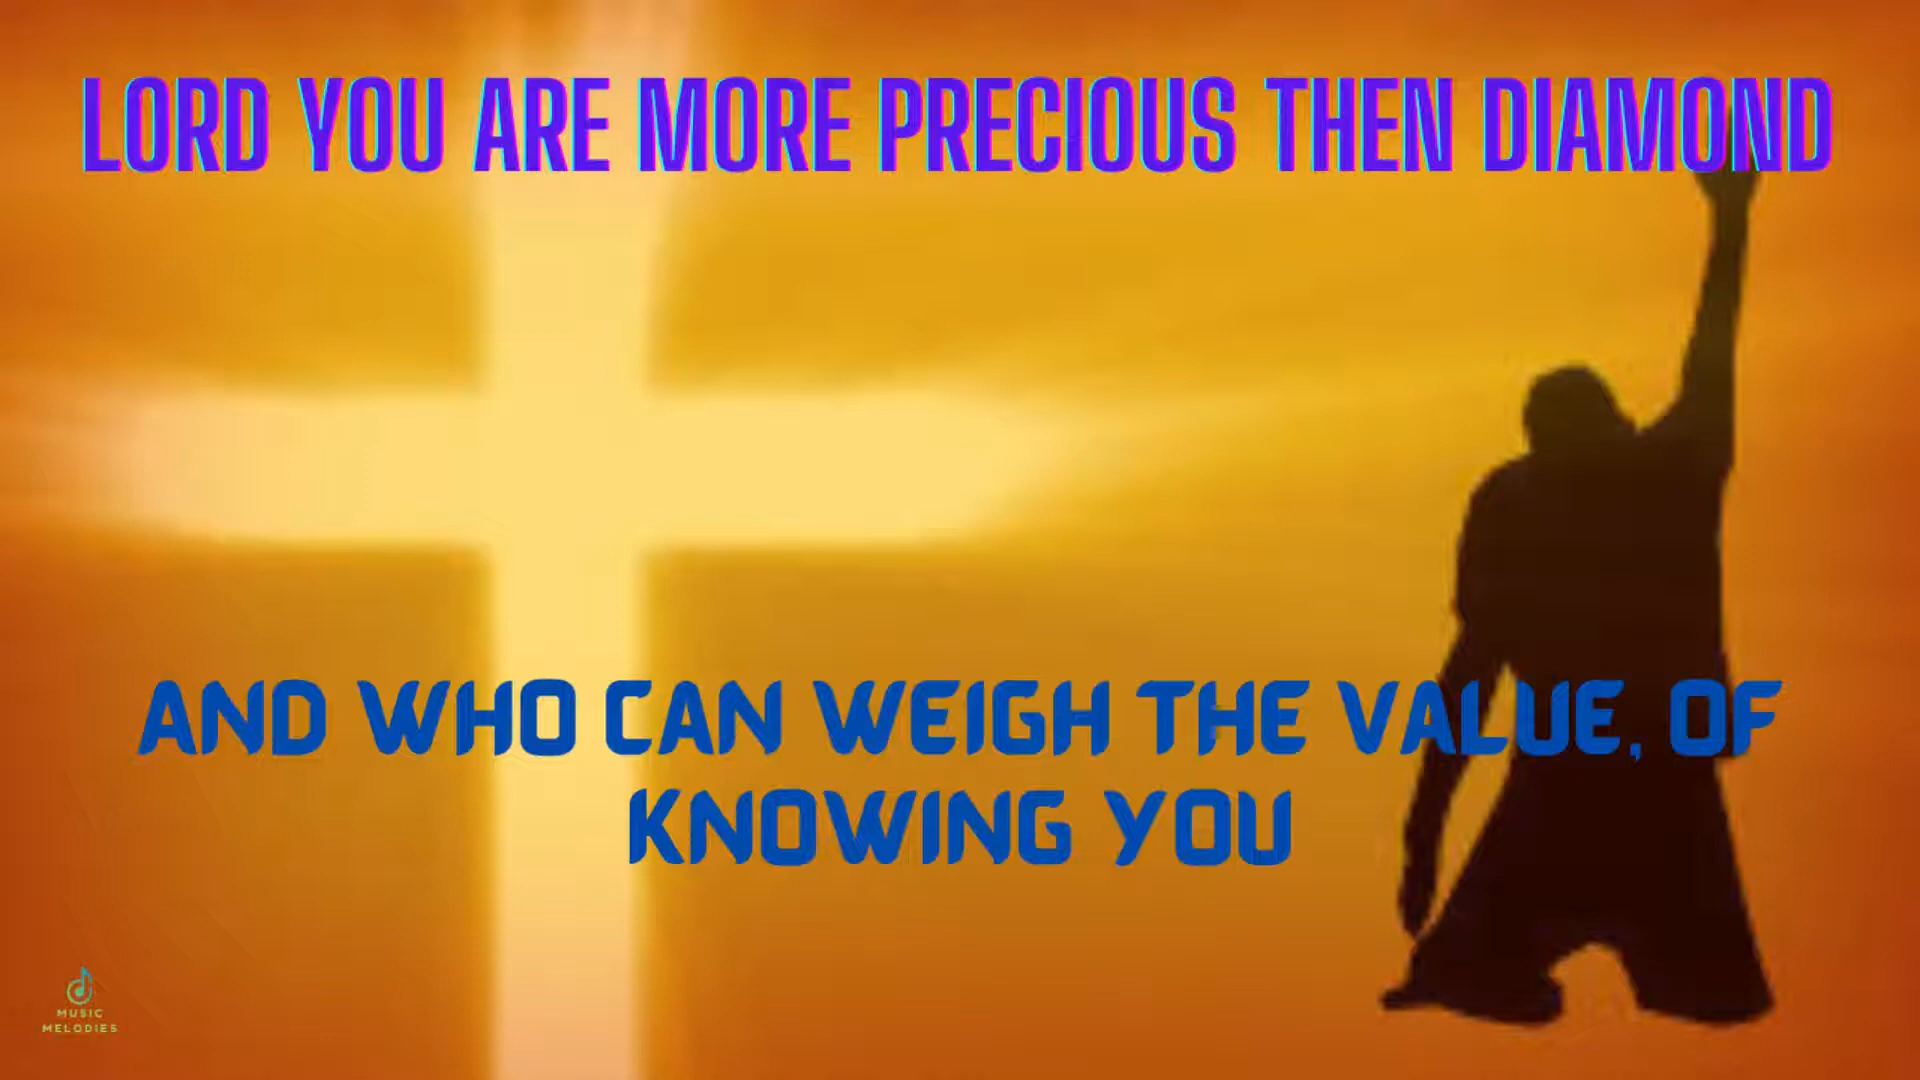 LORD YOU ARE MORE PRECIOUS THEN DIAMOND
AND WHO CAN WEIGH THE VALUE, OF
KNOWING YOU
MUSIC
MELODIES